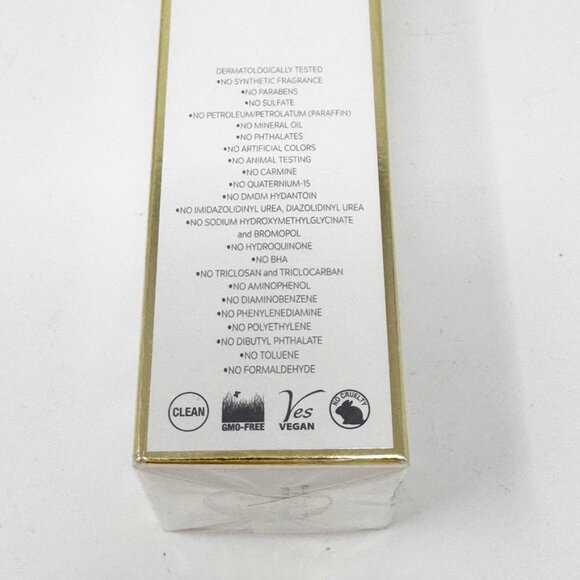 DERMATOLOGICALLY TESTED
•NO SYNTHETIC FRAGRANCE
•NO PARABENS
•NO SULFATE
•NO PETROLEUM/PETROLATUM (PARAFFIN)
•NO MINERAL OIL
•NO PHTHALATES
•NO ARTIFICIAL COLORS
•NO ANIMAL TESTING
•NO CARMINE
•NO QUATERNIUM-15
•NO DMDM HYDANTOIN
•NO IMIDAZOLIDINYL UREA, DIAZOLIDINYL UREA
•NO SODIUM HYDROXYMETHYLGLYCINATE
and BROMOPOL
•NO HYDROQUINONE
•NO BHA
•NO TRICLOSAN and TRICLOCARBAN
•NO AMINOPHENOL
•NO DIAMINOBENZENE
•NO PHENYLENEDIAMINE
•NO POLYETHYLENE
•NO DIBUTYL PHTHALATE
•NO TOLUENE
•NO FORMALDEHYDE
CLEAN
GMO-FREE
Yes
VEGAN
NO CRUELTY